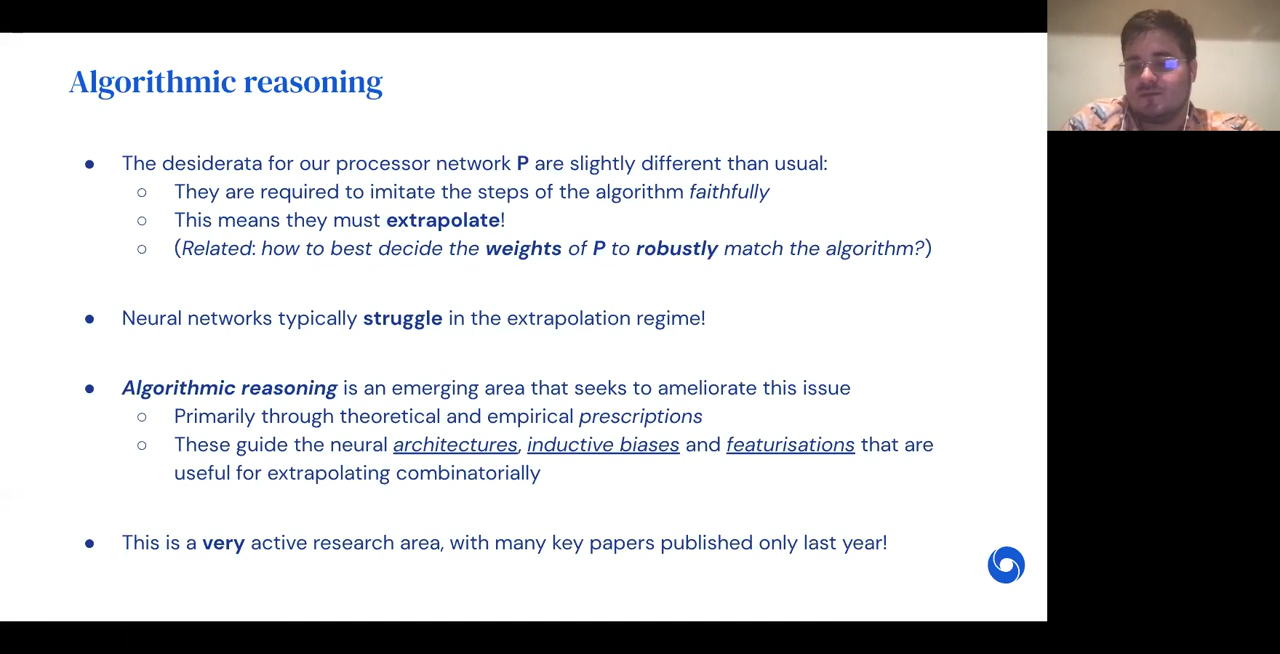 Algorithmic reasoning
● The desiderata for our processor network P are slightly different than usual:
○ They are required to imitate the steps of the algorithm faithfully
○ This means they must extrapolate!
○ (Related: how to best decide the weights of P to robustly match the algorithm?)
● Neural networks typically struggle in the extrapolation regime!
● Algorithmic reasoning is an emerging area that seeks to ameliorate this issue
○ Primarily through theoretical and empirical prescriptions
○ These guide the neural architectures, inductive biases and featurisations that are
useful for extrapolating combinatorially
● This is a very active research area, with many key papers published only last year!